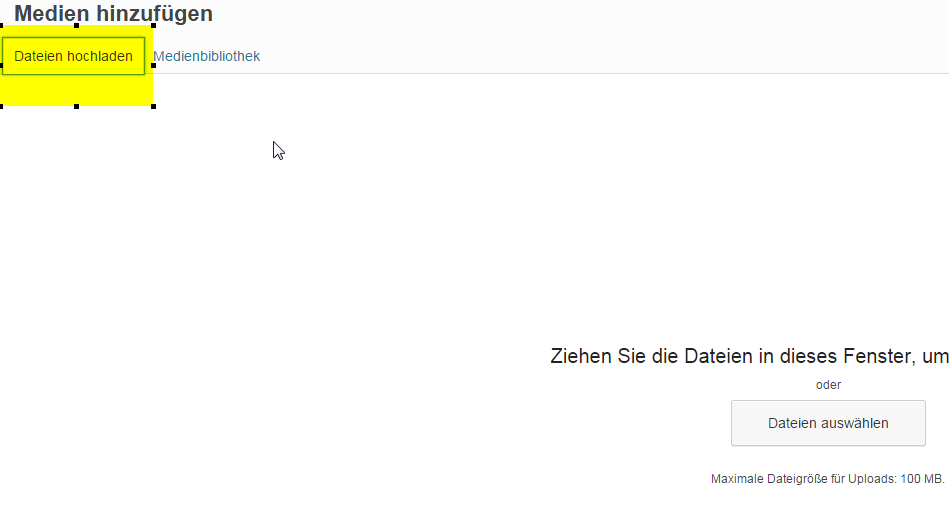 Medien hinzufügen
Dateien hochladen Medienbibliothek
Ziehen Sie die Dateien in dieses Fenster, um
oder
Dateien auswählen
Maximale Dateigröße für Uploads: 100 MB.